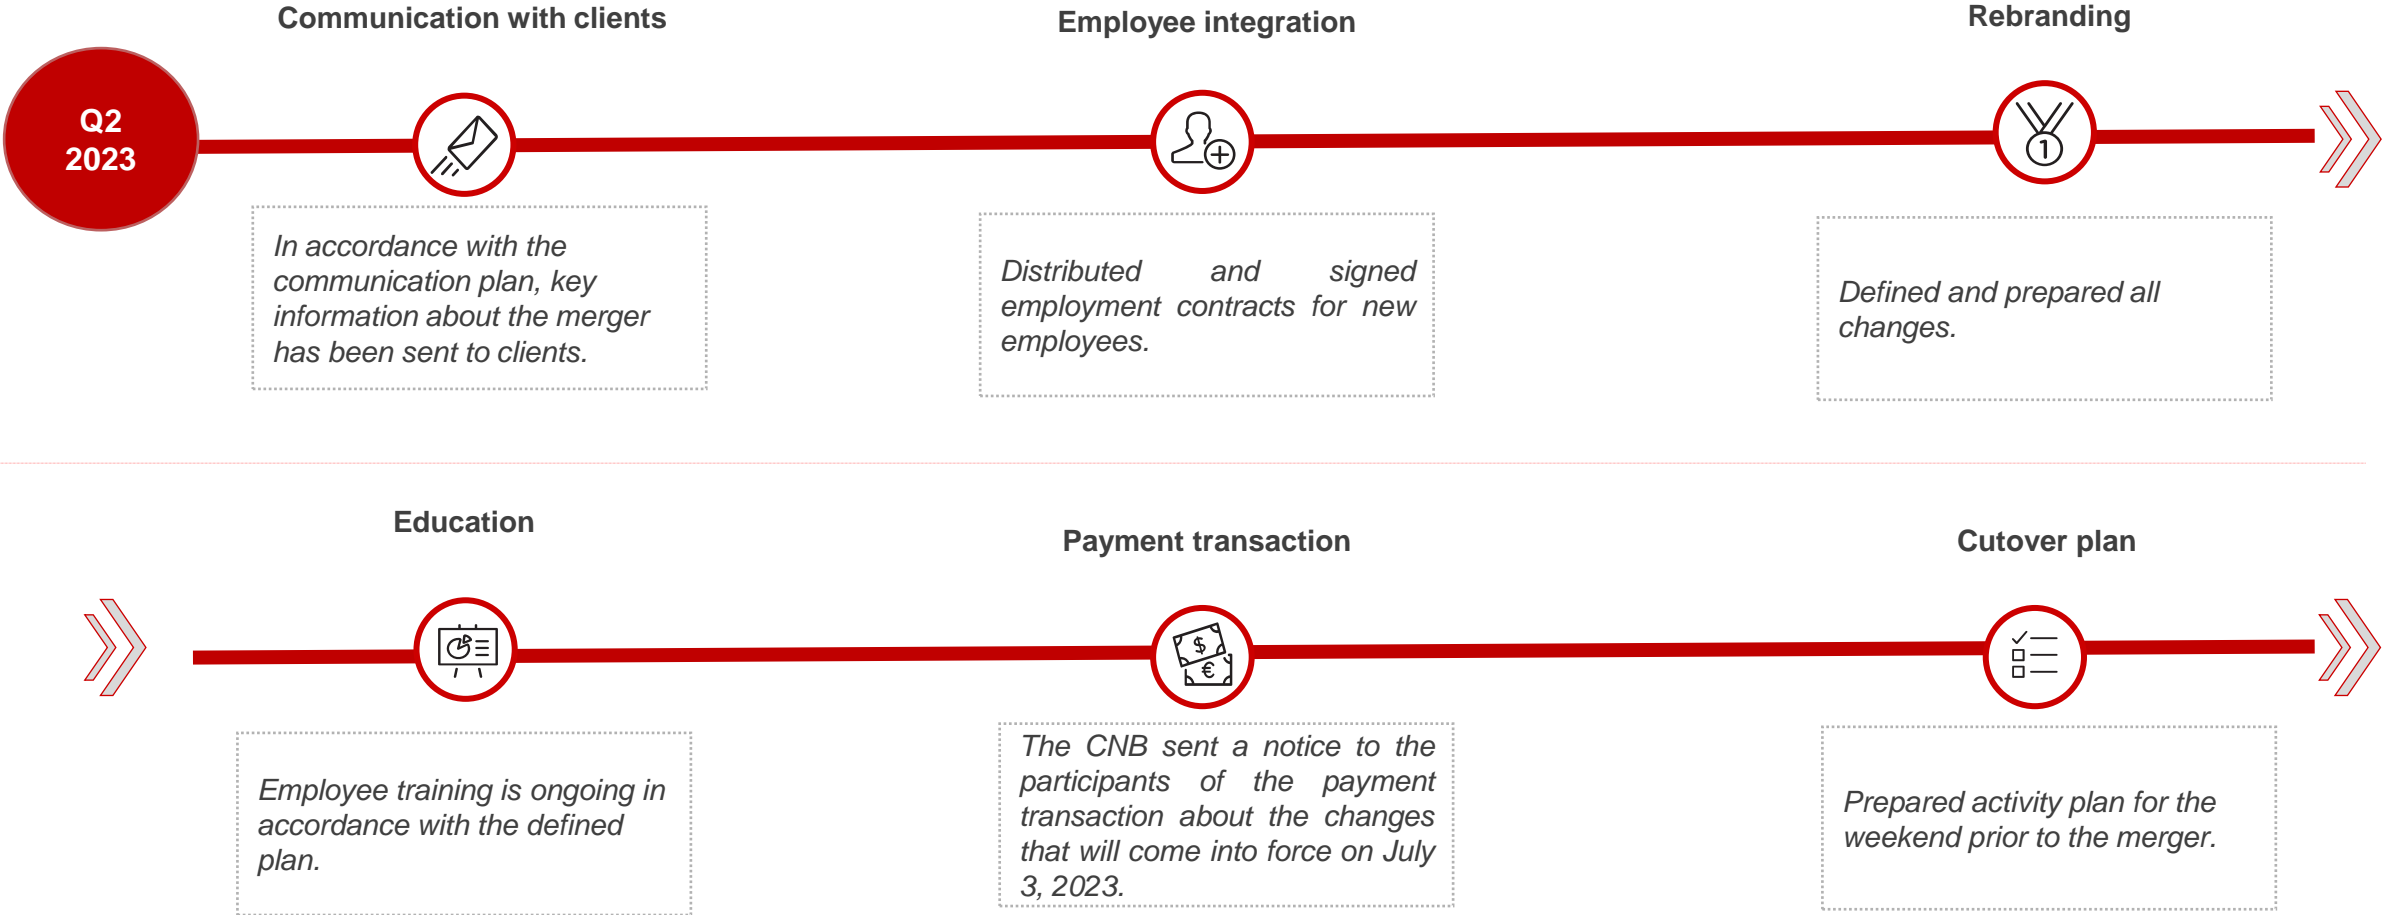 Communication with clients
Employee integration
Rebranding
Q2
2023
1
In accordance with the
communication plan, key
information about the merger
has been sent to clients.
Distributed and signed
employment contracts for new
employees.
Defined and prepared all
changes.
Education
Payment transaction
Cutover plan
$
€
Employee training is ongoing in
accordance with the defined
plan.
The CNB sent a notice to the
participants of the payment
transaction about the changes
that will come into force on July
3, 2023.
Prepared activity plan for the
weekend prior to the merger.